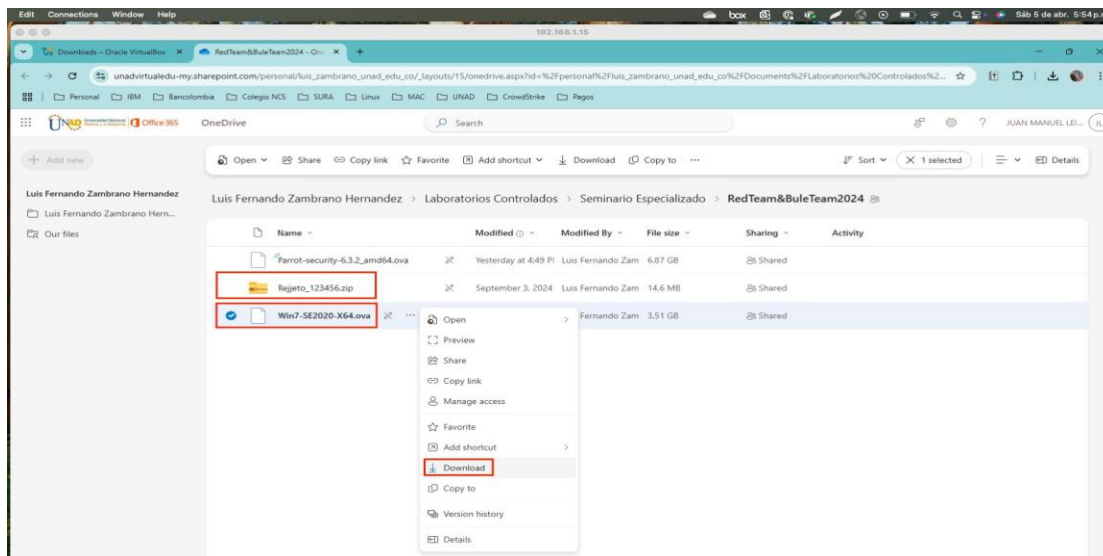 Edit Connections Window Help box Sáb 5 de abr. 5:54 p.
192.168.1.15
Downloads – Oracle VirtualBox RedTeam&BuleTeam2024 - On
unadvirtualedu-my.sharepoint.com/personal/luis_zambrano_unad_edu_co/_layouts/15/onedrive.aspx?id=%2Fpersonal%2Fluis_zambrano_unad_edu_co%2FDocuments%2FLaboratorios%20Controlados%2...
Personal IBM Bancolombia Colegio NCS SURA Linux MAC UNAD CrowdStrike Pagos
UNAD Office 365 OneDrive Search JUAN MANUEL LEI...
Add new Open Share Copy link Favorite Add shortcut Download Copy to ... Sort 1 selected Details
Luis Fernando Zambrano Hernandez
Luis Fernando Zambrano Hern...
Our files
Luis Fernando Zambrano Hernandez > Laboratorios Controlados > Seminario Especializado > RedTeam&BuleTeam2024
Name Modified Modified By File size Sharing Activity
Parrot-security-6.3.2_amd64.ova Yesterday at 4:49 P Luis Fernando Zam 6.87 GB Shared
Rejjeto_123456.zip September 3, 2024 Luis Fernando Zam 14.6 MB Shared
Win7-SE2020-X64.ova ... Fernando Zam 3.51 GB Shared
Open
Preview
Share
Copy link
Manage access
Favorite
Add shortcut
Download
Copy to
Version history
Details